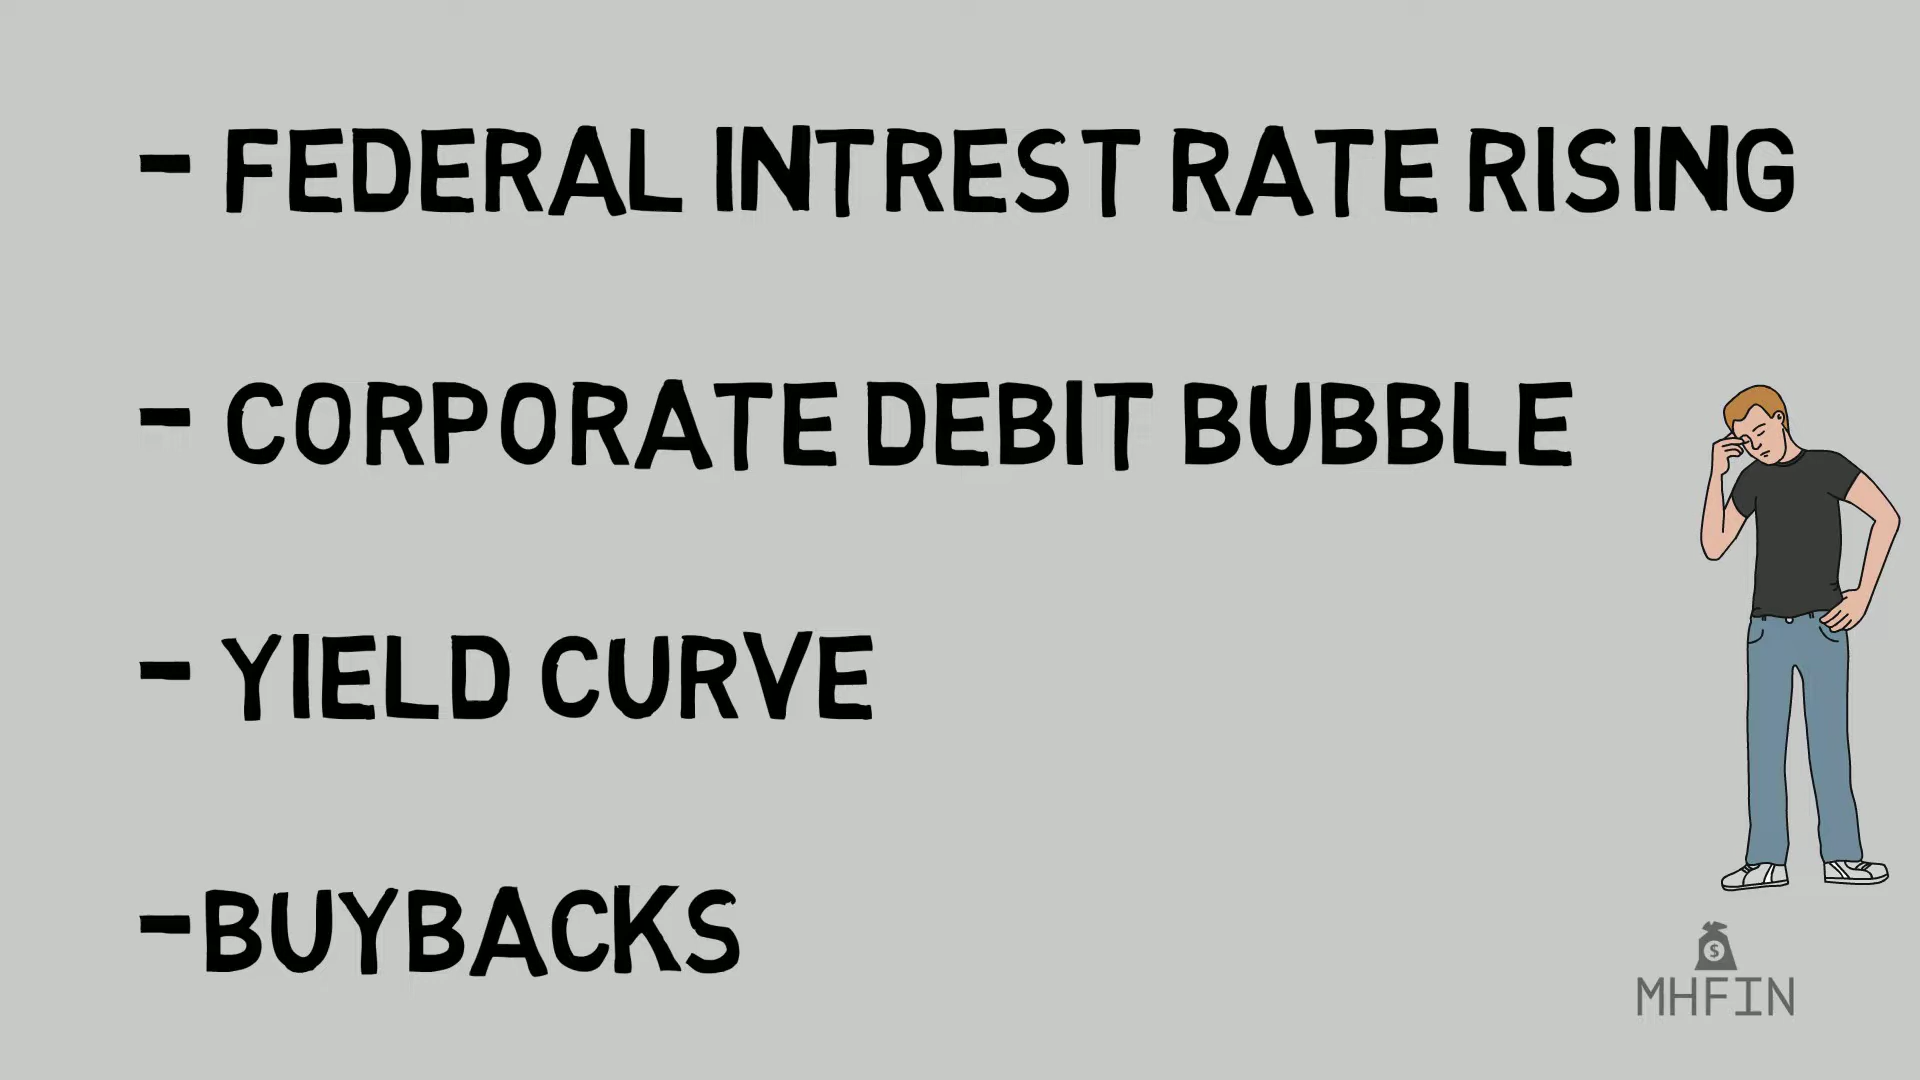 - FEDERAL INTREST RATE RISING
- CORPORATE DEBIT BUBBLE
- YIELD CURVE
-BUYBACKS
$
MHFIN